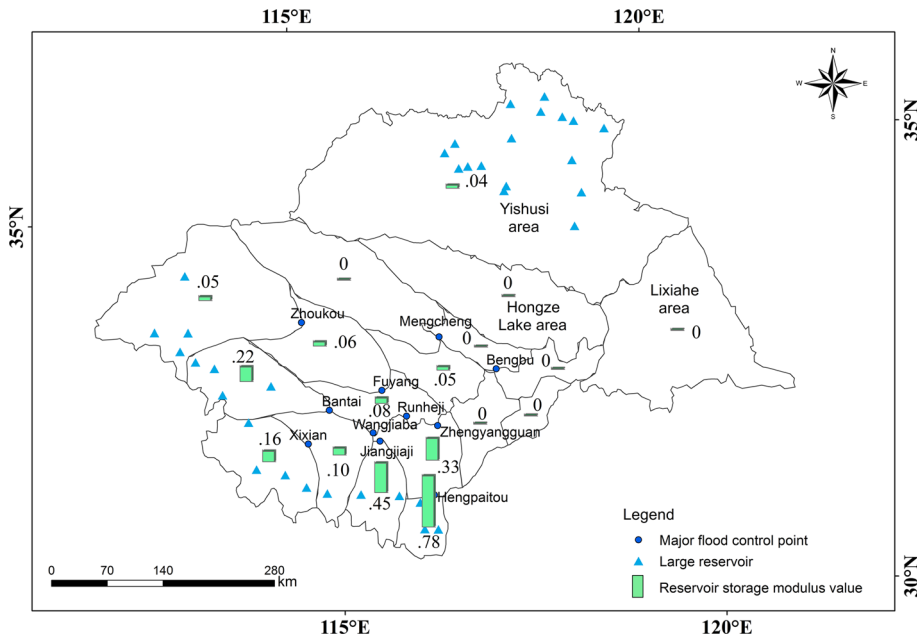 115°E
120°E
N
W
E
S
35°N
35°N
.04
Yishusi
area
0
.05
0
Hongze
Lake area
Lixiahe
area
0
Zhoukou
Mengcheng
.06
0
Bengbu
0
.22
.05
Fuyang
Bantai
.08
Runheji
0
0
Wangjiaba
Zhengyangguan
Xixian
Jiangjiaji
.16
.10
.33
.45
Hengpaitou
.78
Legend
Major flood control point
Large reservoir
Reservoir storage modulus value
0
70
140
280
km
30°N
115°E
120°E